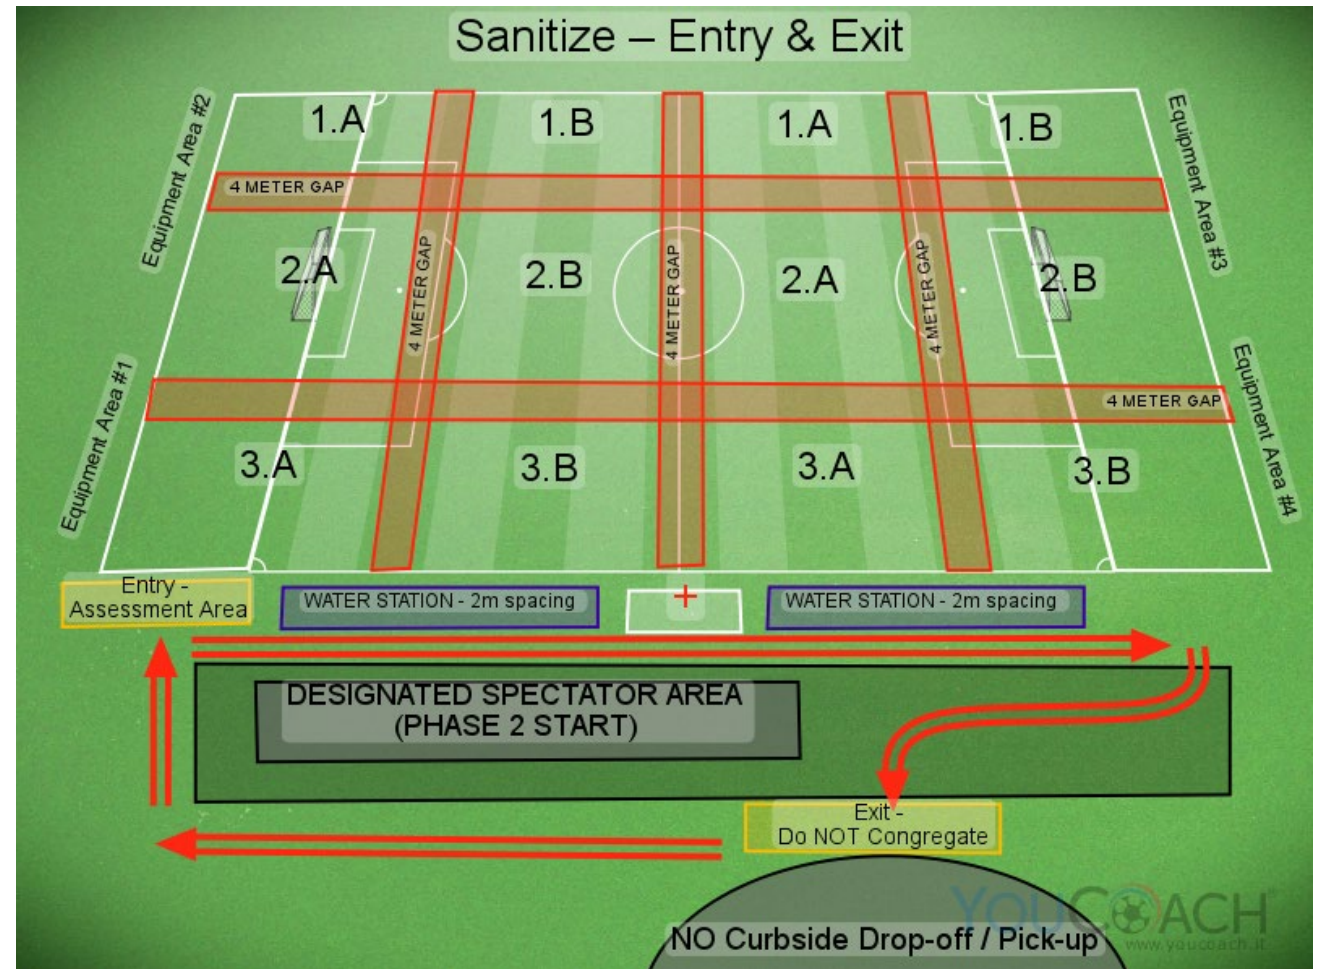 Sanitize – Entry & Exit
Equipment Area #2
1.A
1.B
1.A
1.B
Equipment Area #3
4 METER GAP
2.A
4 METER GAP
2.B
4 METER GAP
2.A
4 METER GAP
2.B
Equipment Area #1
4 METER GAP
Equipment Area #4
3.A
3.B
3.A
3.B
Entry -
Assessment Area
WATER STATION - 2m spacing
WATER STATION - 2m spacing
DESIGNATED SPECTATOR AREA
(PHASE 2 START)
Exit -
Do NOT Congregate
YOUCOACH
www.youcoach.it
NO Curbside Drop-off / Pick-up